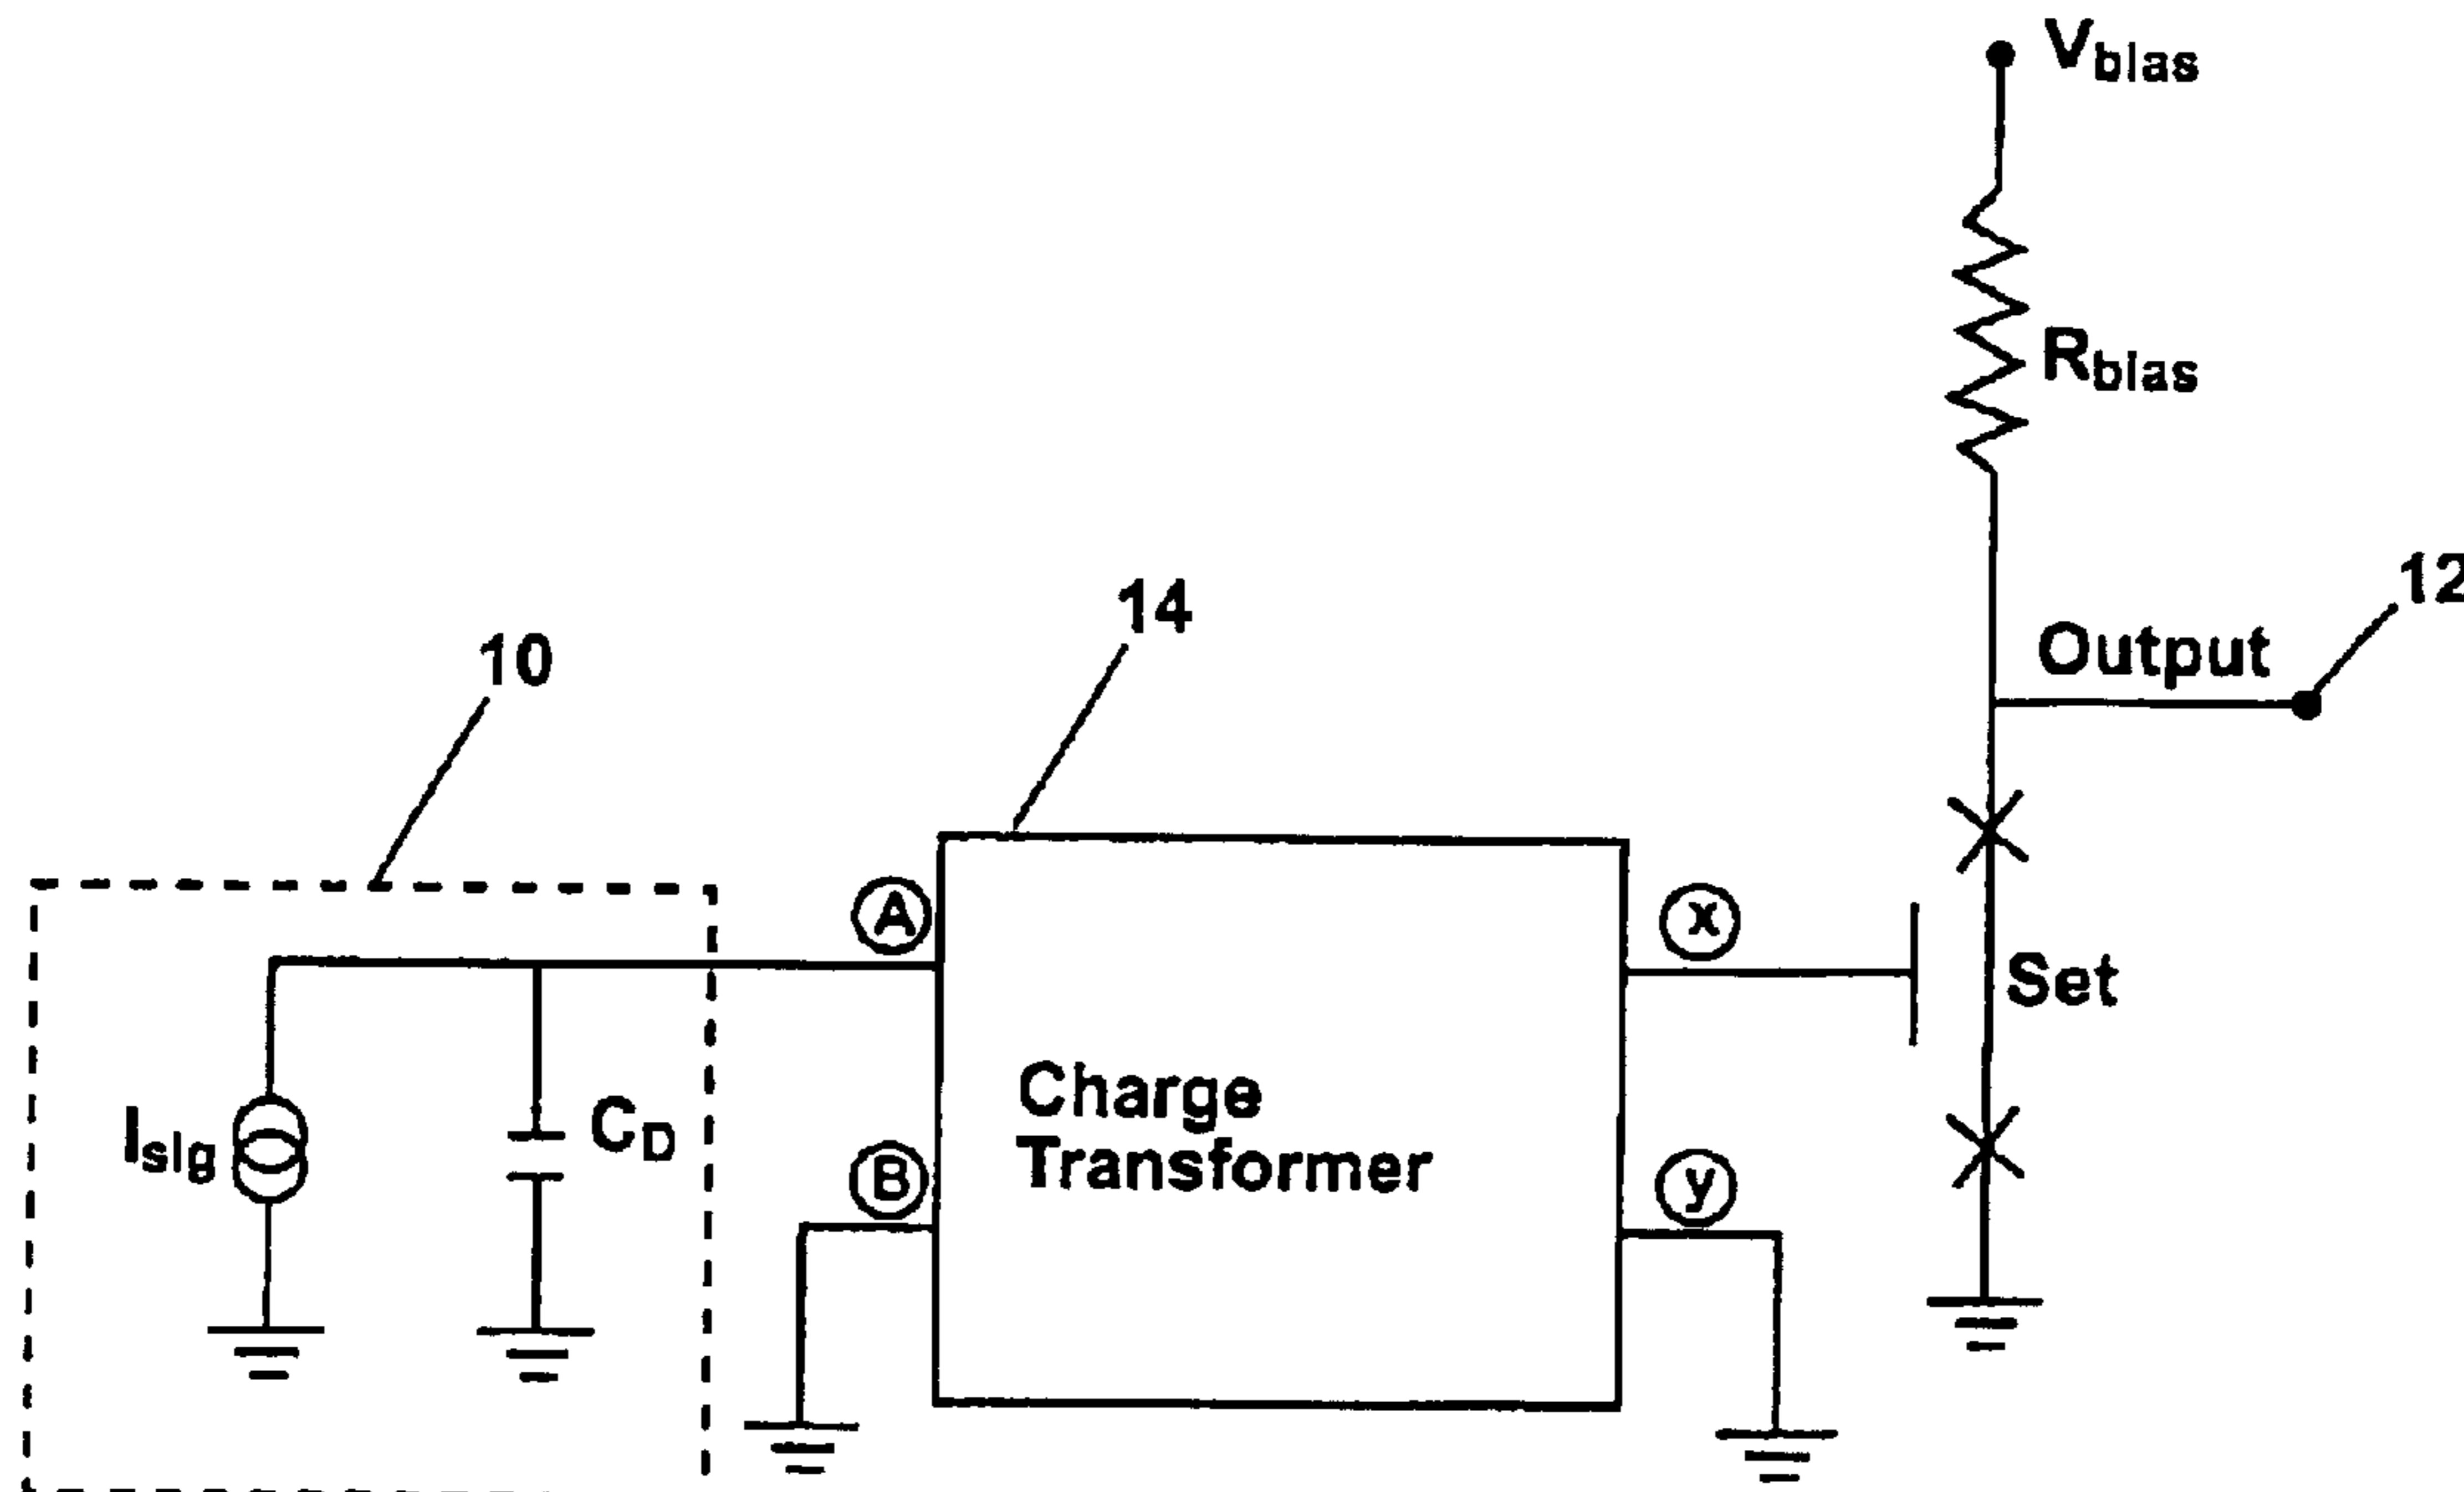 Vbias
Rbias
12
Output
14
10
A
x
Set
Charge
Transformer
Isig
CD
B
y